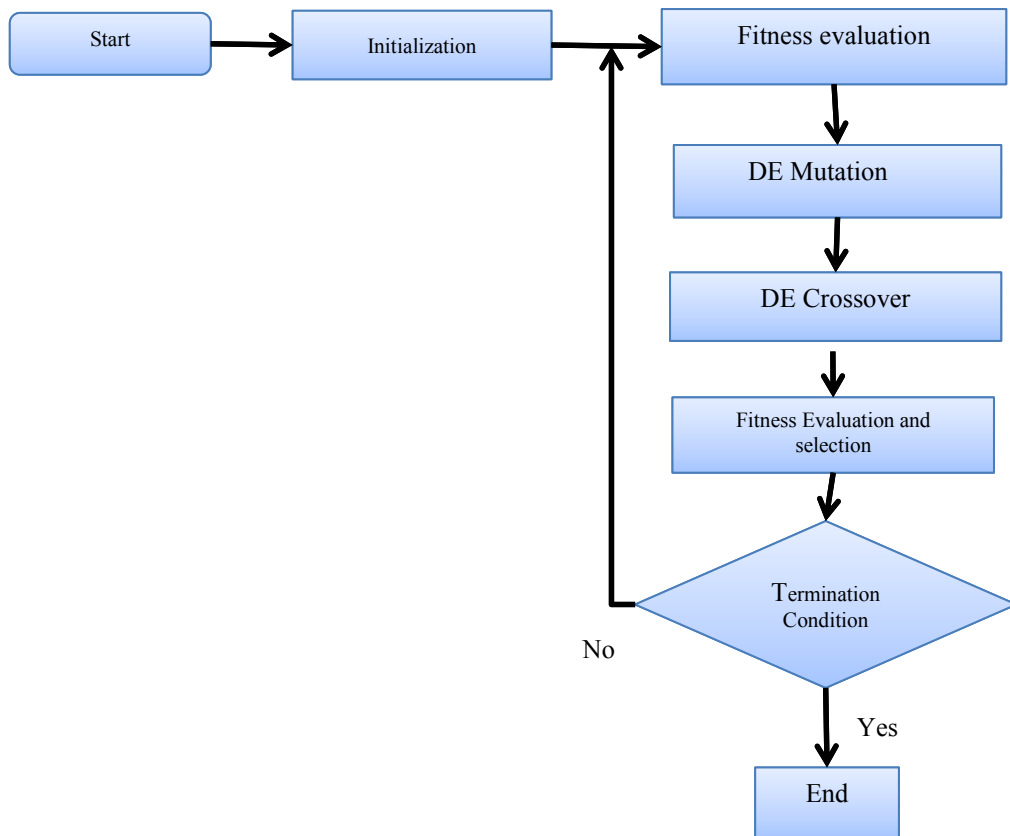 Start
Initialization
Fitness evaluation
DE Mutation
DE Crossover
Fitness Evaluation and
selection
Termination
Condition
No
Yes
End